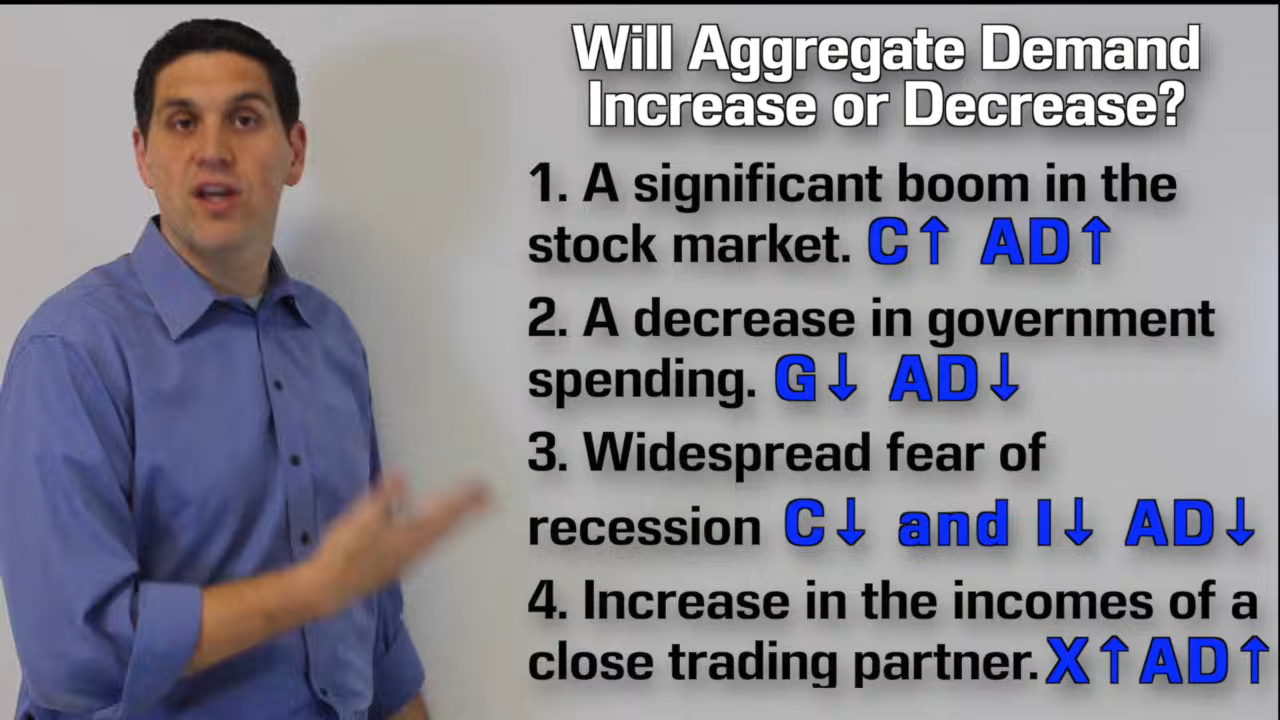 Will Aggregate Demand
Increase or Decrease?
1. A significant boom in the
stock market. C↑ AD↑
2. A decrease in government
spending. G↓ AD↓
3. Widespread fear of
recession C↓ and I↓ AD↓
4. Increase in the incomes of a
close trading partner. X↑ AD↑